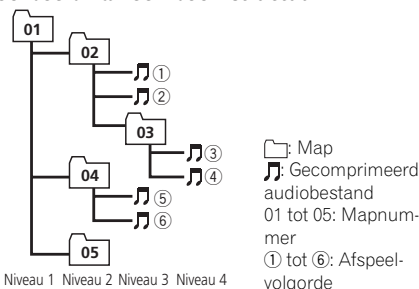 01
02
①
②
03
③
④
04
⑤
⑥
05
Niveau 1 Niveau 2 Niveau 3 Niveau 4
: Map
: Gecomprimeerd
audiobestand
01 tot 05: Mapnum-
mer
① tot ⑥: Afspeel-
volgorde